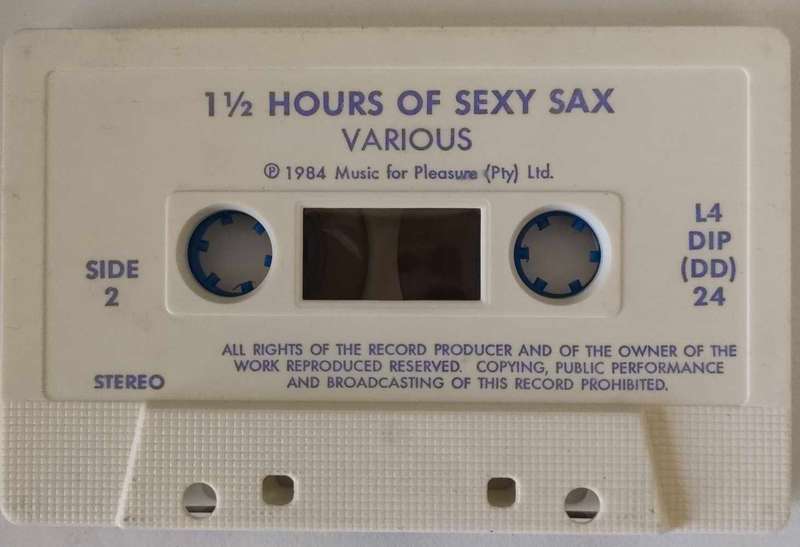 1½ HOURS OF SEXY SAX
VARIOUS
℗ 1984 Music for Pleasure (Pty) Ltd.
SIDE
2
L4
DIP
(DD)
24
STEREO
ALL RIGHTS OF THE RECORD PRODUCER AND OF THE OWNER OF THE
WORK REPRODUCED RESERVED. COPYING, PUBLIC PERFORMANCE
AND BROADCASTING OF THIS RECORD PROHIBITED.